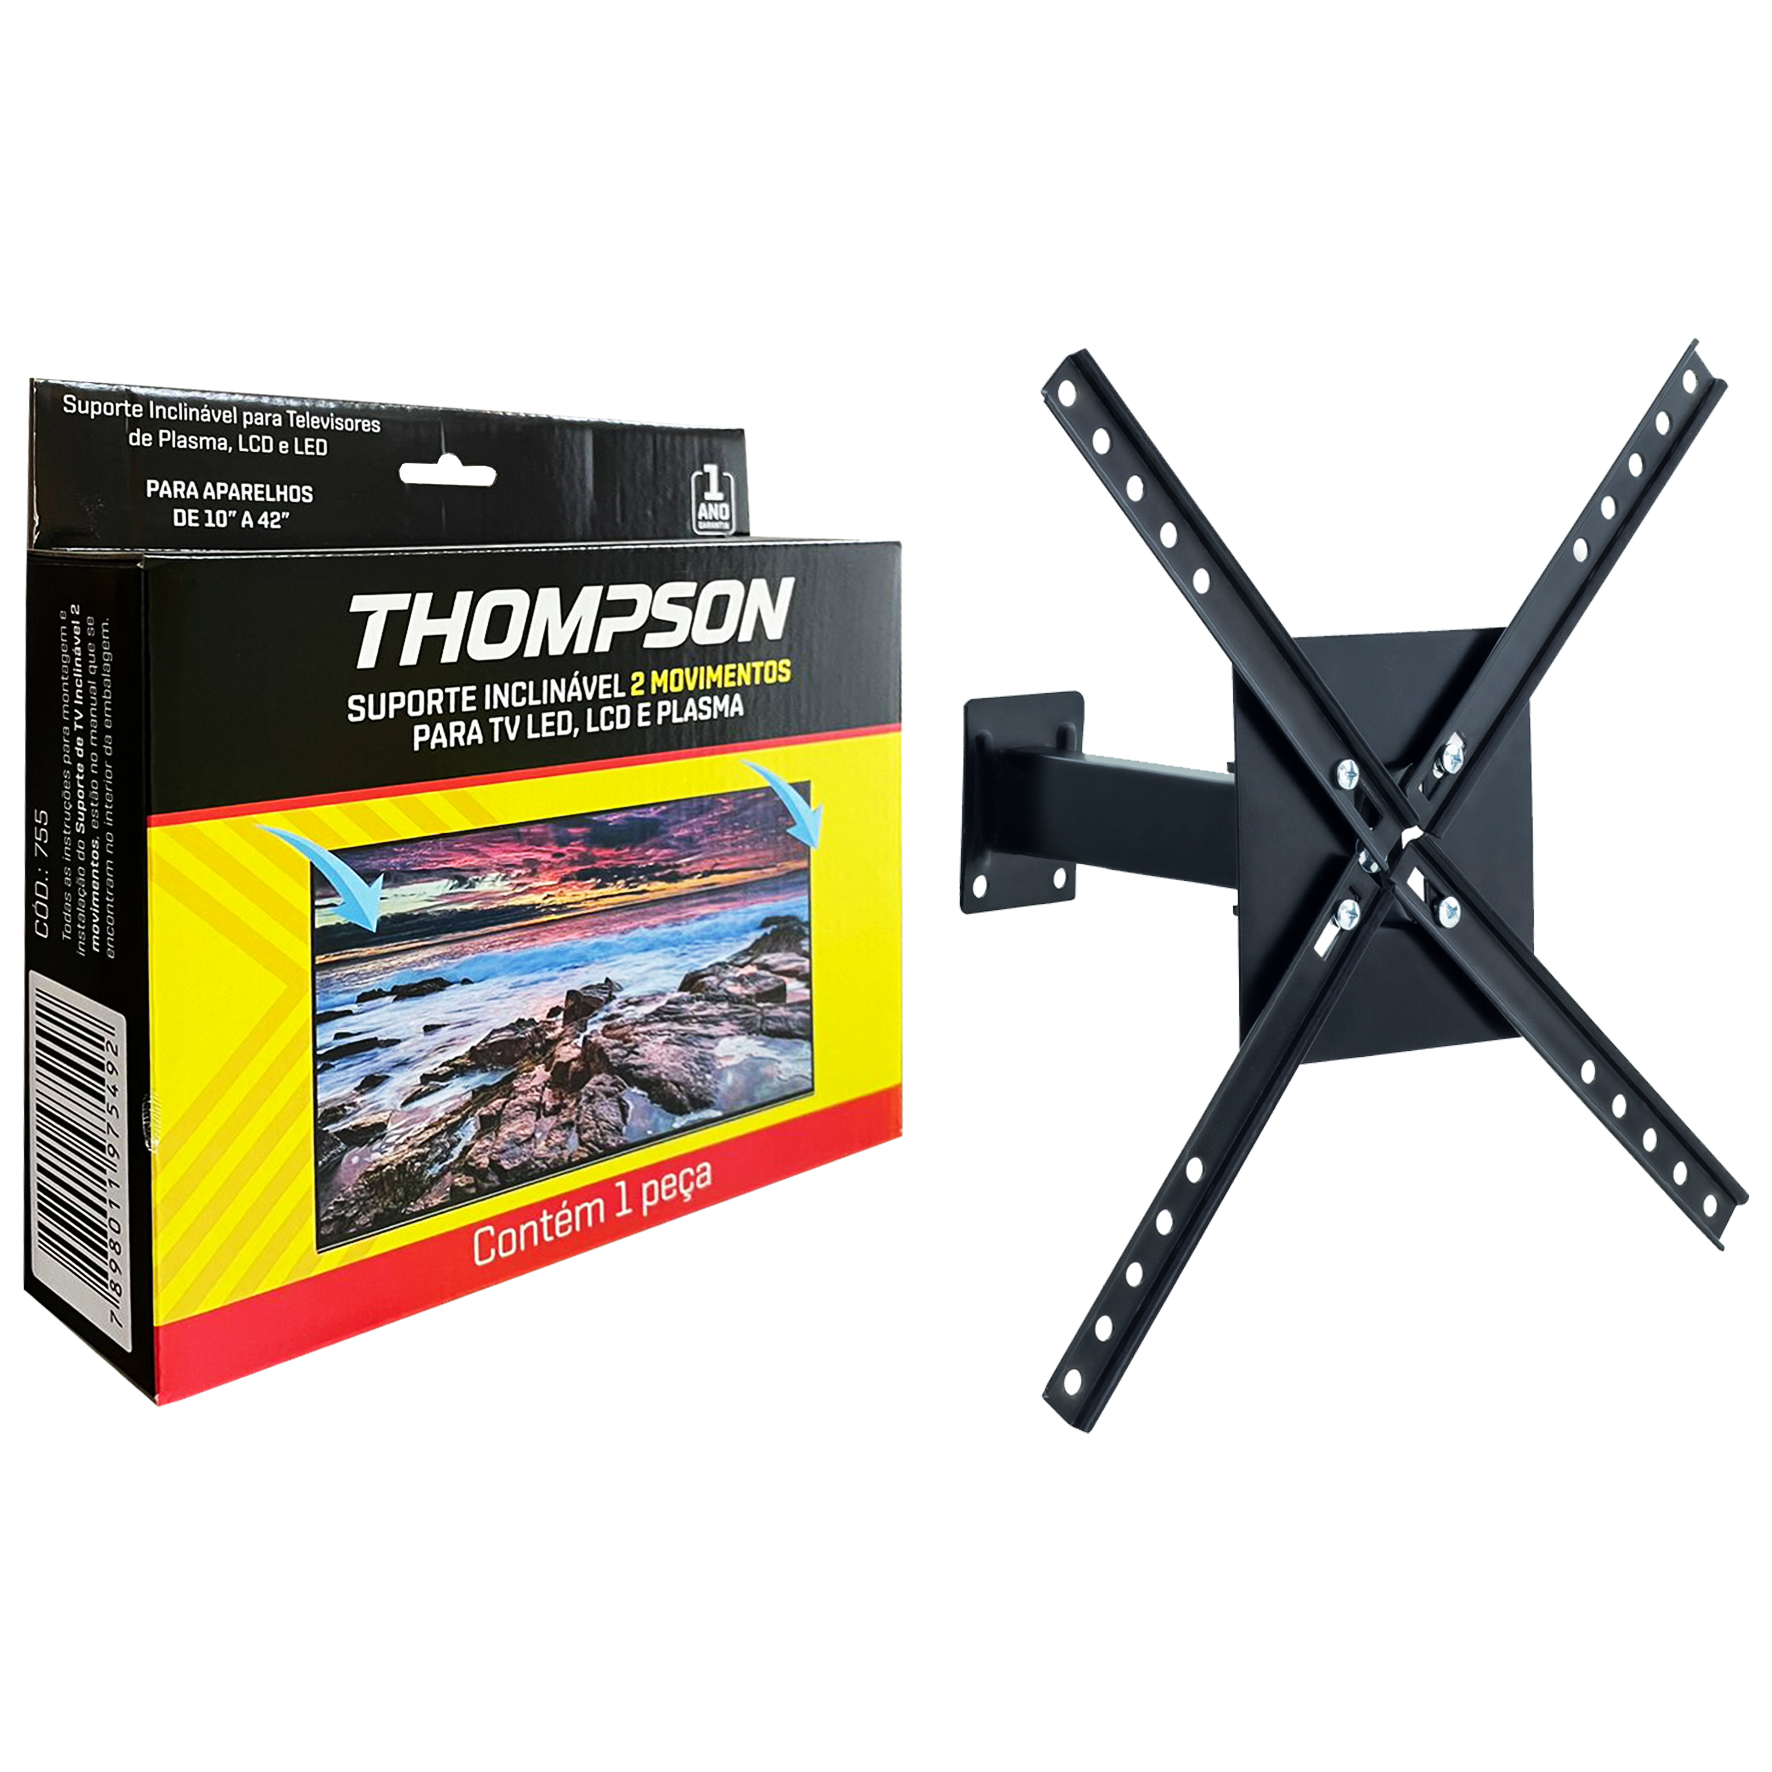 Suporte Inclinável para Televisores
de Plasma, LCD e LED
PARA APARELHOS
DE 10” A 42”
1
ANO
GARANTIA
THOMPSON
SUPORTE INCLINÁVEL 2 MOVIMENTOS
PARA TV LED, LCD E PLASMA
Contém 1 peça
CÓD.: 755
Todas as instruções para montagem e
instalação do Suporte de TV Inclinável 2
movimentos, estão no manual que se
encontram no interior da embalagem.
7 898011 975492